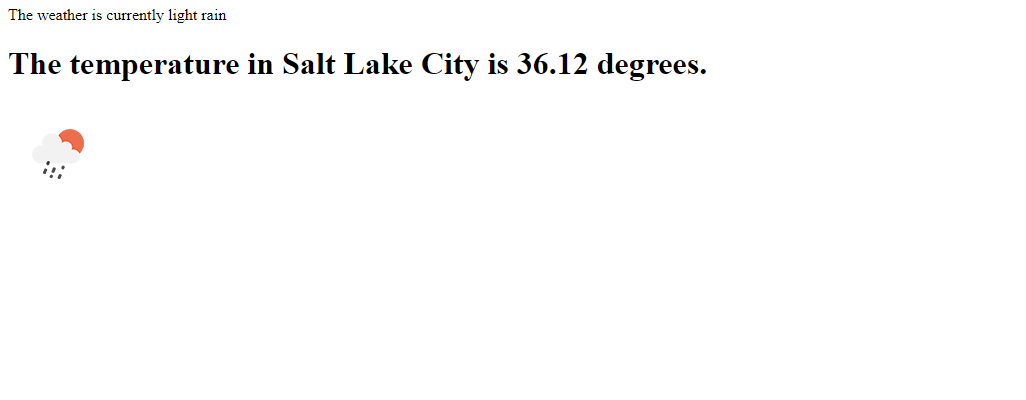 The weather is currently light rain
The temperature in Salt Lake City is 36.12 degrees.